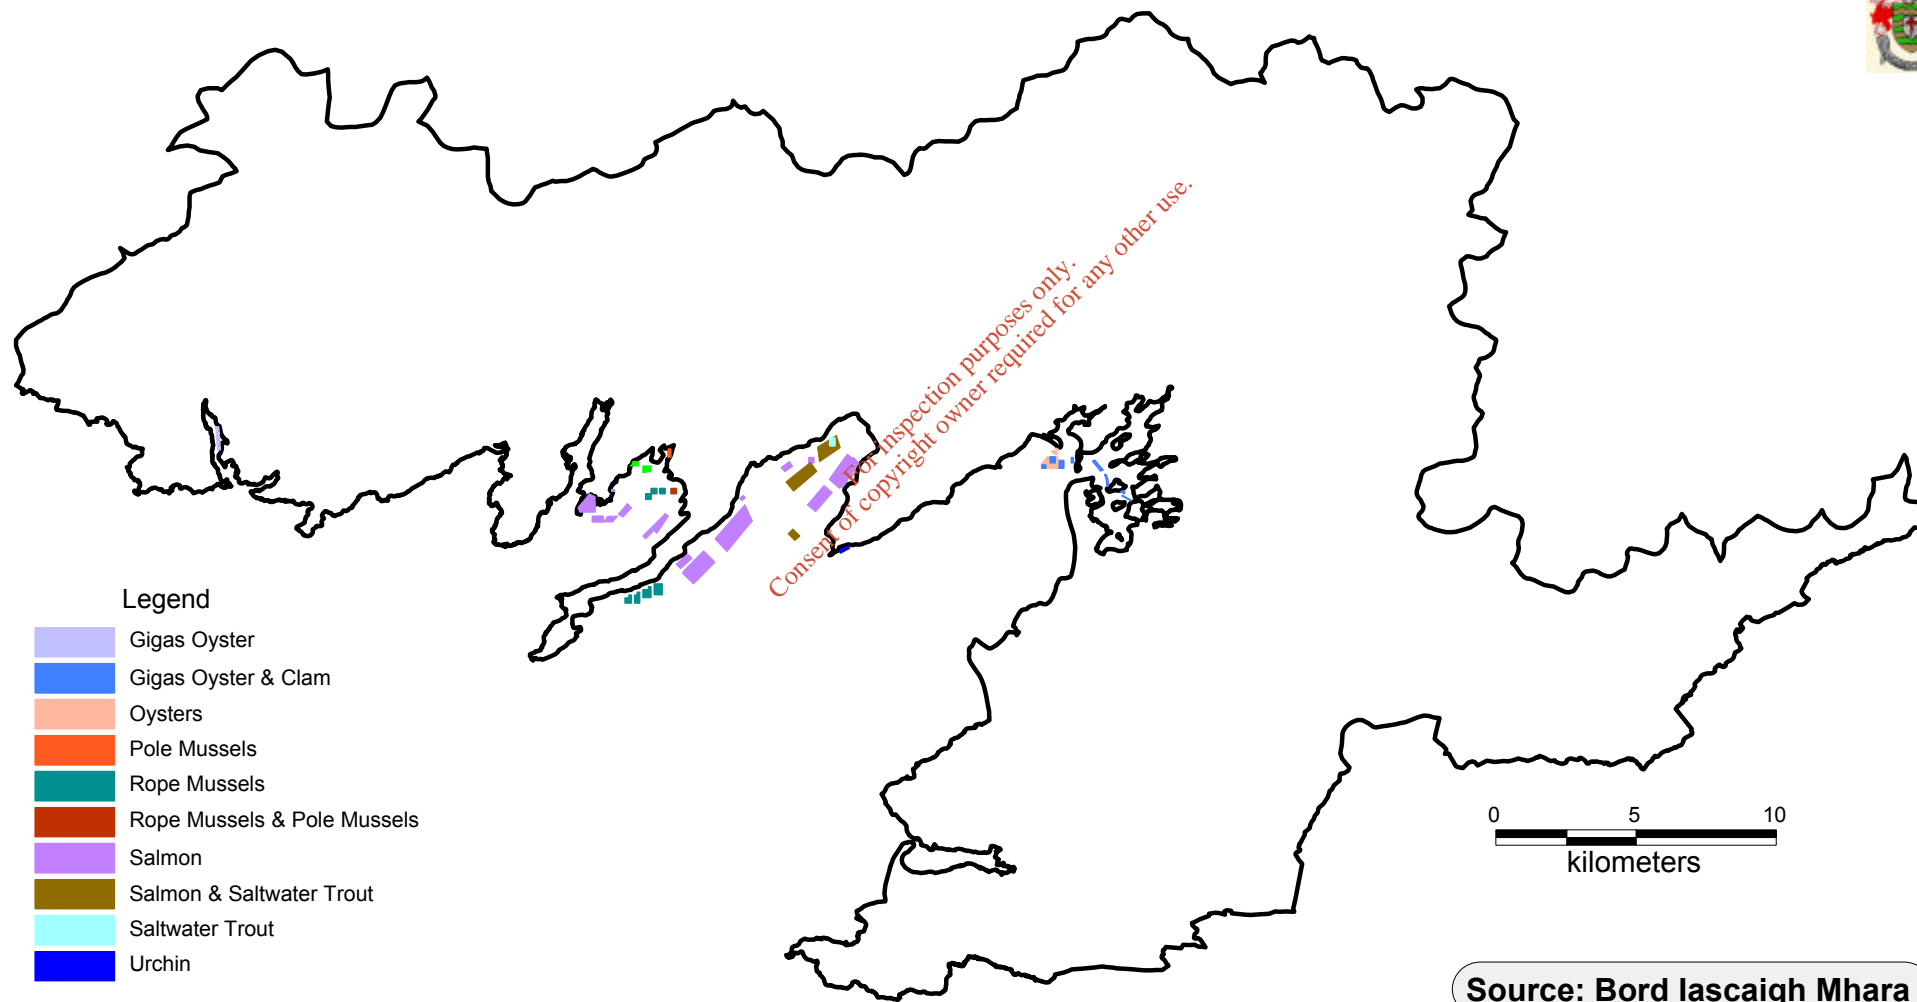 For inspection purposes only.
Consent of copyright owner required for any other use.
Legend
Gigas Oyster
Gigas Oyster & Clam
Oysters
Pole Mussels
Rope Mussels
Rope Mussels & Pole Mussels
Salmon
Salmon & Saltwater Trout
Saltwater Trout
Urchin
0 5 10
kilometers
Source: Bord Iascaigh Mhara